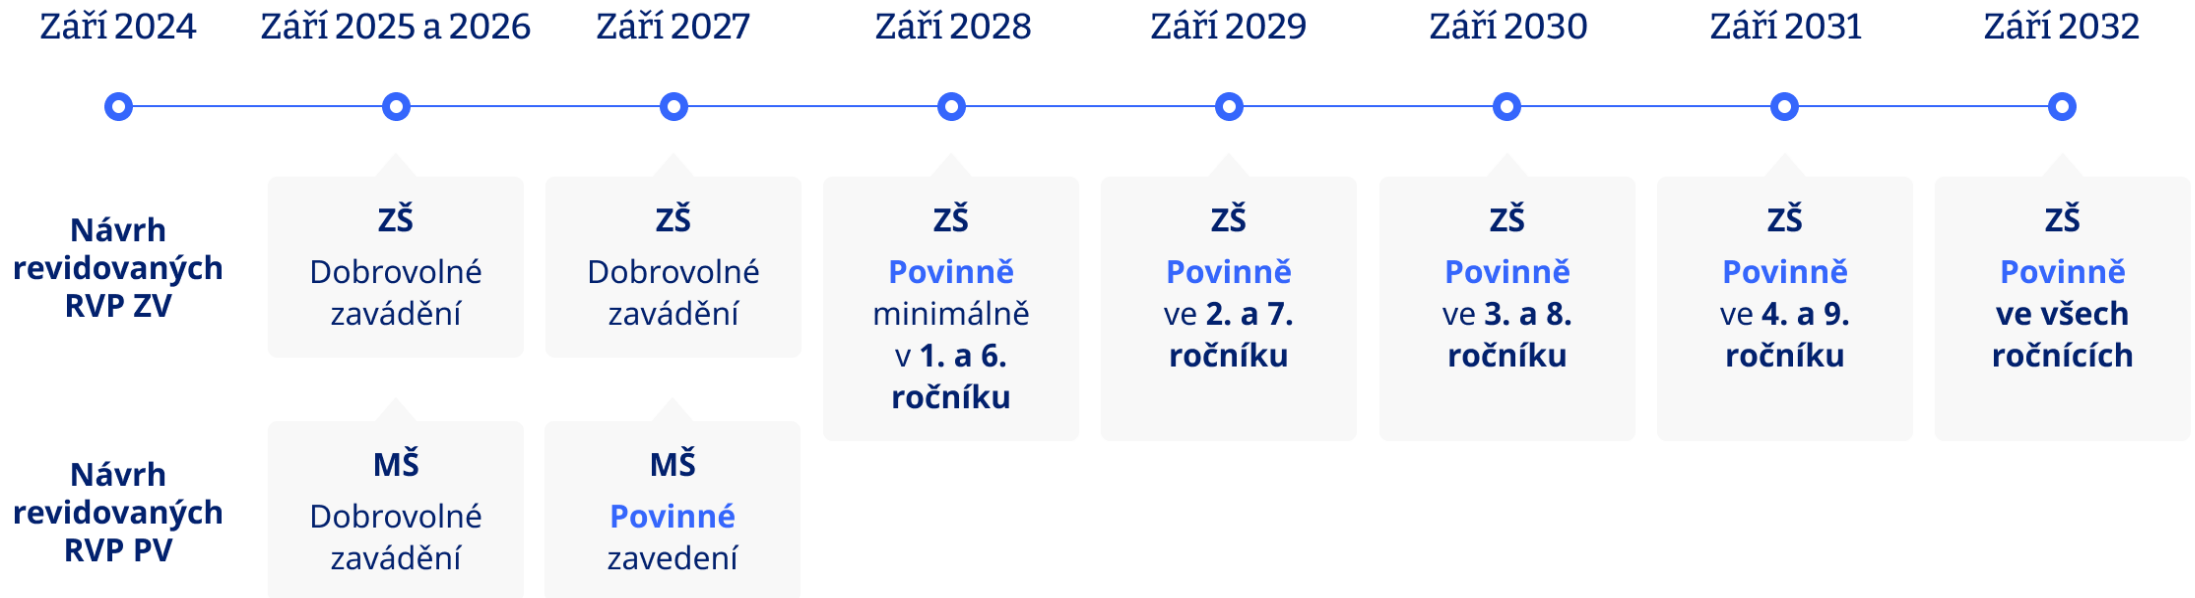 Září 2024
Září 2025 a 2026
Září 2027
Září 2028
Září 2029
Září 2030
Září 2031
Září 2032
Návrh
revidovaných
RVP ZV
ZŠ
Dobrovolné
zavádění
ZŠ
Dobrovolné
zavádění
ZŠ
Povinně
minimálně
v 1. a 6.
ročníku
ZŠ
Povinně
ve 2. a 7.
ročníku
ZŠ
Povinně
ve 3. a 8.
ročníku
ZŠ
Povinně
ve 4. a 9.
ročníku
ZŠ
Povinně
ve všech
ročnících
Návrh
revidovaných
RVP PV
MŠ
Dobrovolné
zavádění
MŠ
Povinné
zavedení